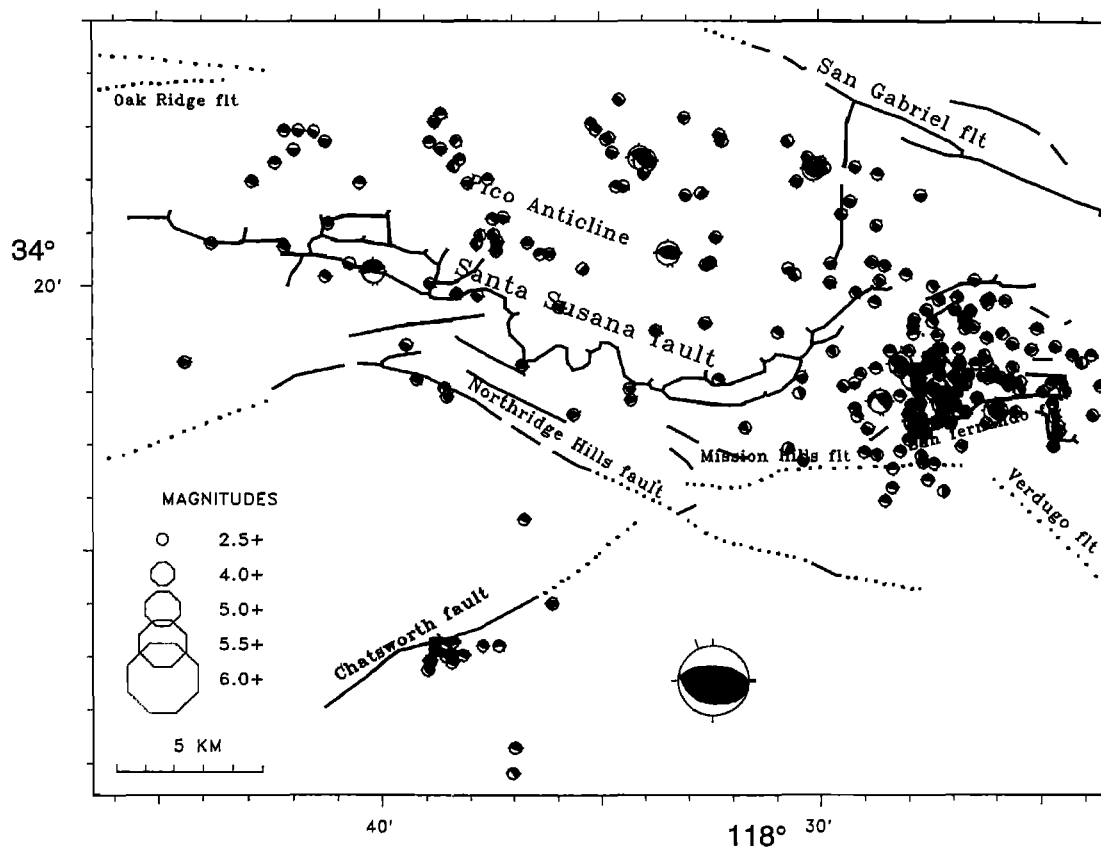 San Gabriel flt
Oak Ridge flt
Pico Anticline
34°
20'
Santa Susana fault
Northridge Hills fault
Mission Hills flt
San fernando
Verdugo flt
MAGNITUDES
2.5+
4.0+
5.0+
5.5+
6.0+
5 KM
Chatsworth fault
40'
30'
118°